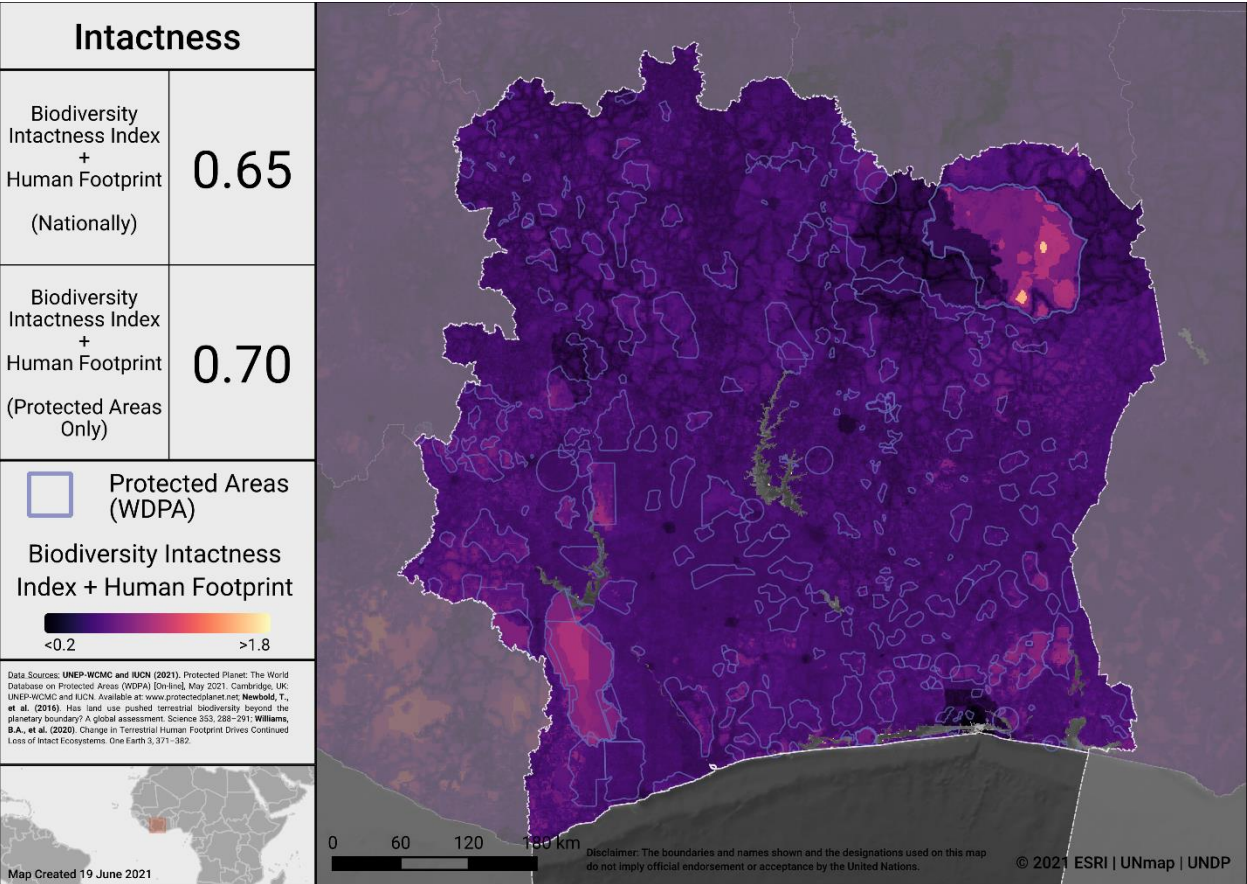 Intactness
Biodiversity
Intactness Index
+
Human Footprint
(Nationally)
0.65
Biodiversity
Intactness Index
+
Human Footprint
(Protected Areas
Only)
0.70
Protected Areas
(WDPA)
Biodiversity Intactness
Index + Human Footprint
<0.2
>1.8
Data Sources: UNEP-WCMC and IUCN (2021). Protected Planet: The World
Database on Protected Areas (WDPA) [On-line], May 2021. Cambridge, UK:
UNEP-WCMC and IUCN. Available at: www.protectedplanet.net; Newbold, T.,
et al. (2016). Has land use pushed terrestrial biodiversity beyond the
planetary boundary? A global assessment. Science 353, 288–291; Williams,
B.A., et al. (2020). Change in Terrestrial Human Footprint Drives Continued
Loss of Intact Ecosystems. One Earth 3, 371–382.
Map Created 19 June 2021
0 60 120 180 km
Disclaimer: The boundaries and names shown and the designations used on this map
do not imply official endorsement or acceptance by the United Nations.
© 2021 ESRI | UNmap | UNDP